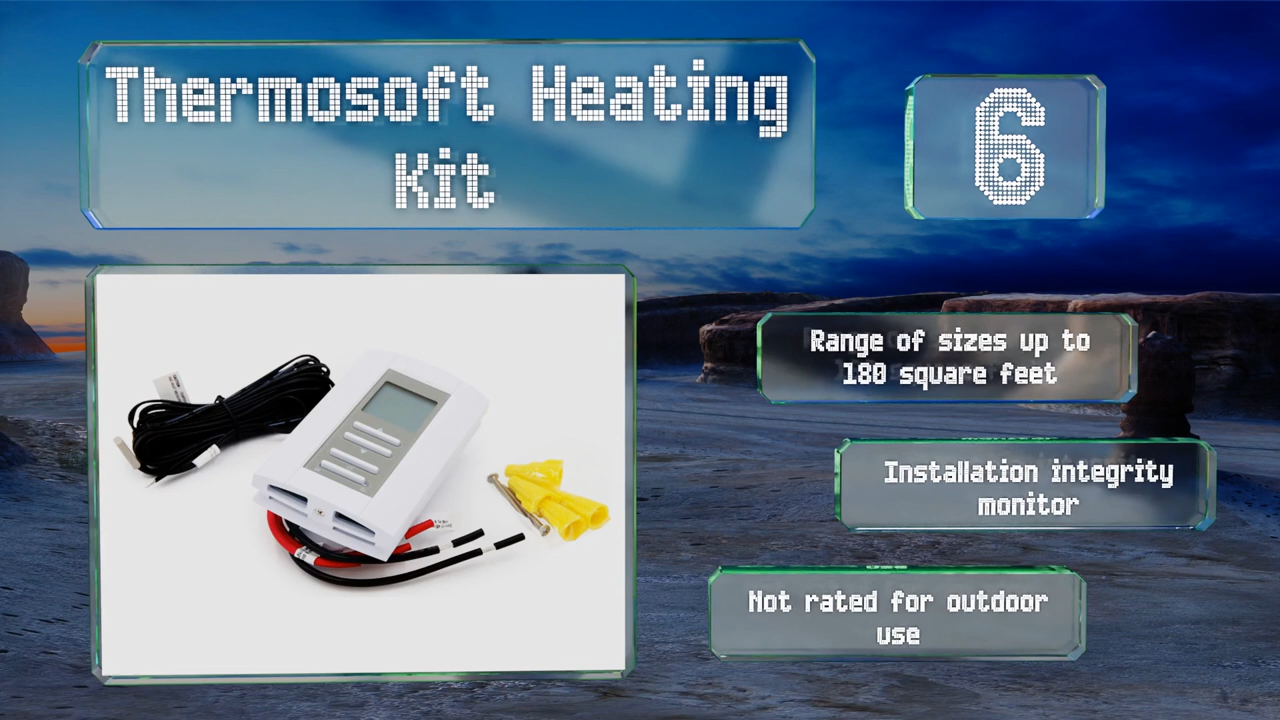 Thermosoft Heating
Kit
6
Range of sizes up to
180 square feet
Installation integrity
monitor
Not rated for outdoor
use